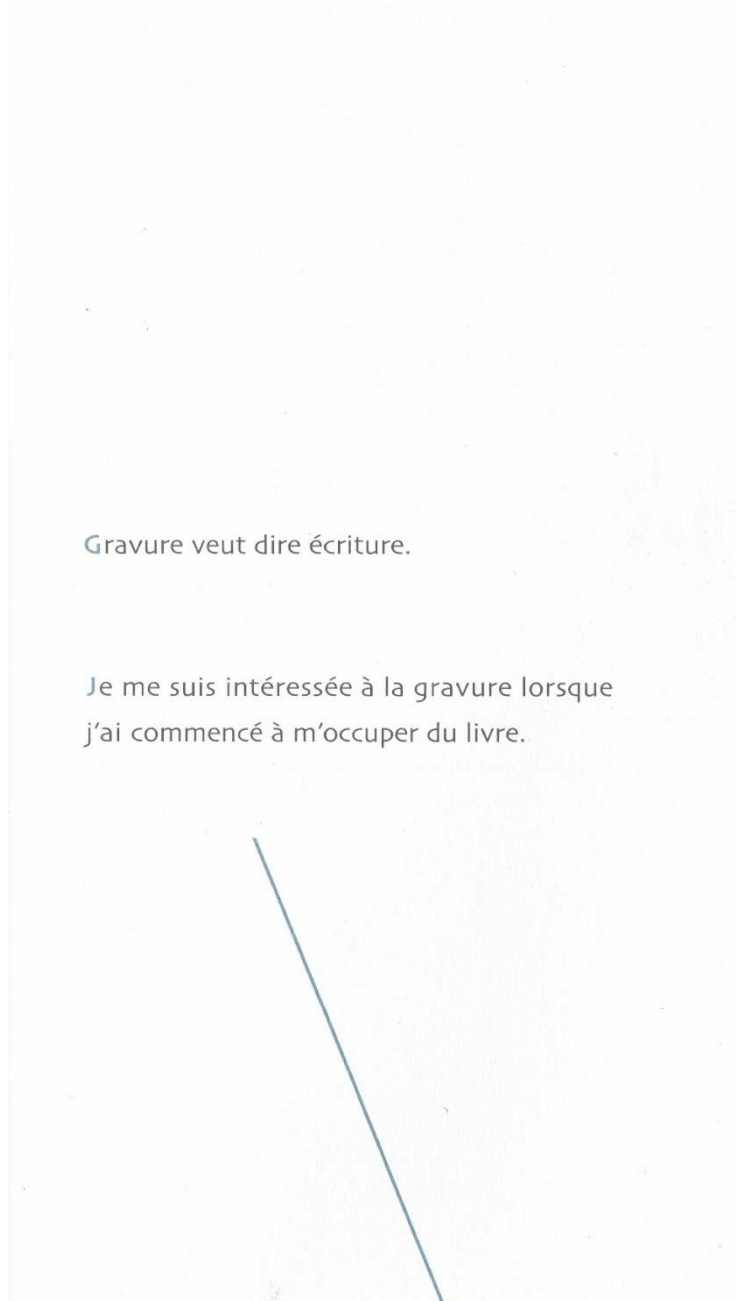 Gravure veut dire écriture.
Je me suis intéressée à la gravure lorsque
j'ai commencé à m'occuper du livre.